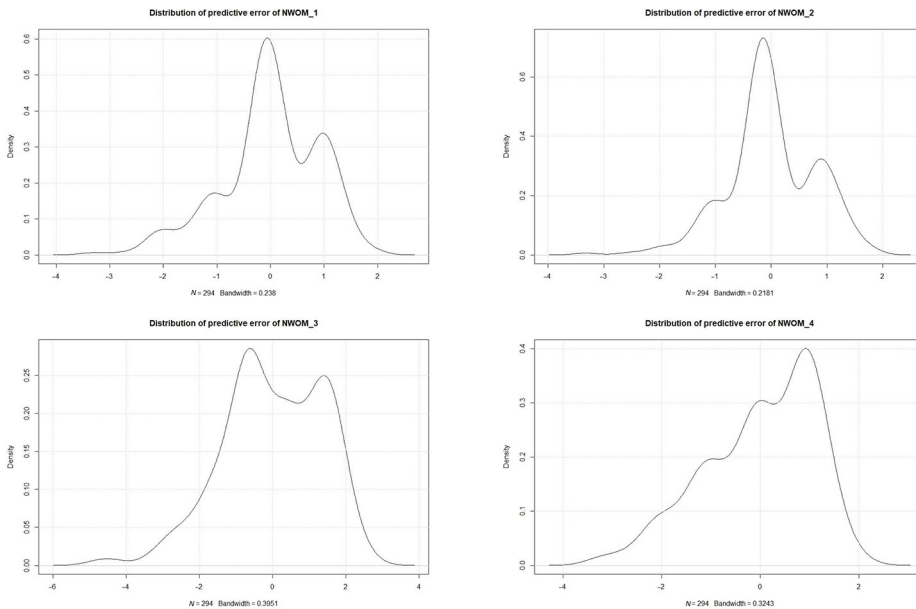 Distribution of predictive error of NWOM_1
Density
0.0
0.1
0.2
0.3
0.4
0.5
0.6
−4 −3 −2 −1 0 1 2
N = 294 Bandwidth = 0.238
Distribution of predictive error of NWOM_2
Density
0.0
0.2
0.4
0.6
−4 −3 −2 −1 0 1 2
N = 294 Bandwidth = 0.2181
Distribution of predictive error of NWOM_3
Density
0.00
0.05
0.10
0.15
0.20
0.25
−6 −4 −2 0 2 4
N = 294 Bandwidth = 0.3951
Distribution of predictive error of NWOM_4
Density
0.0
0.1
0.2
0.3
0.4
−4 −2 0 2
N = 294 Bandwidth = 0.3243